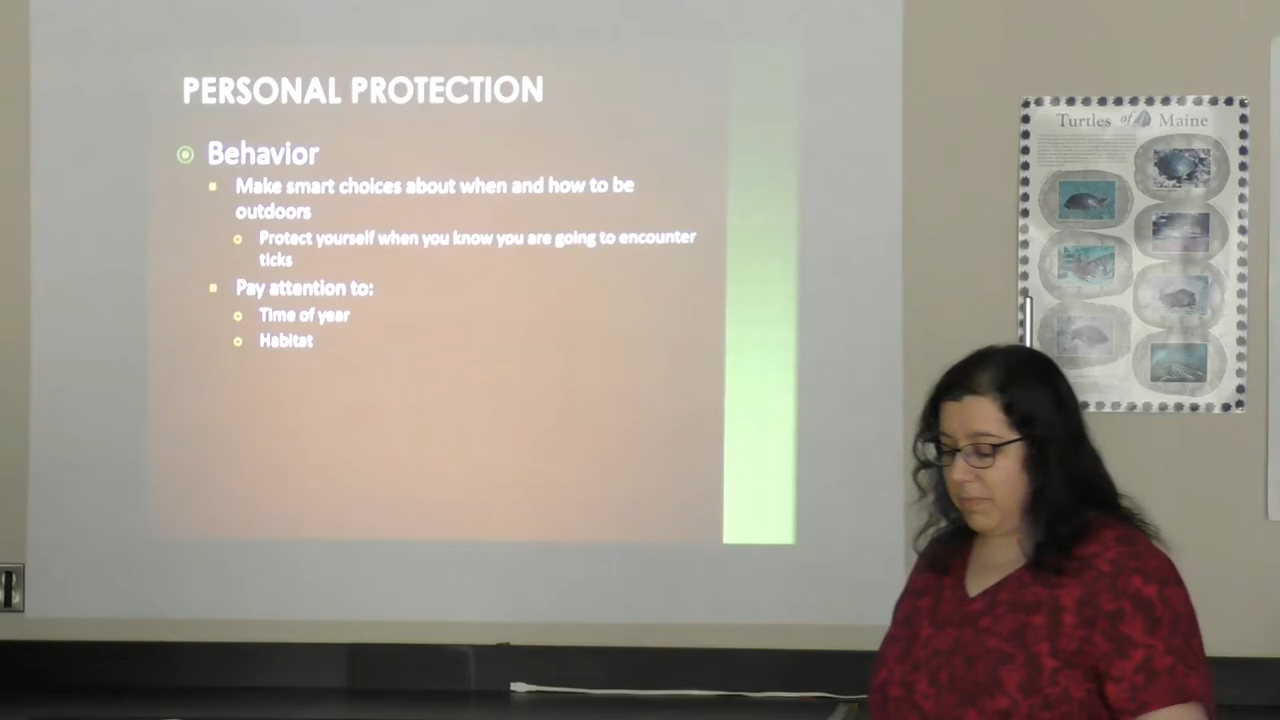 PERSONAL PROTECTION
Behavior
Make smart choices about when and how to be
outdoors
Protect yourself when you know you are going to encounter
ticks
Pay attention to:
Time of year
Habitat
Turtles of Maine